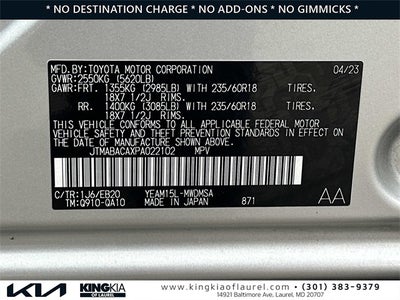 * NO DESTINATION CHARGE * NO ADD-ONS * NO GIMMICKS *
MFD.BY:TOYOTA MOTOR CORPORATION 04/23
GVWR:2550KG (5620LB)
GAWR:FRT. 1355KG (2985LB) WITH 235/60R18 TIRES.
18X7 1/2J RIMS.
RR. 1400KG (3085LB) WITH 235/60R18 TIRES.
18X7 1/2J RIMS.
THIS VEHICLE CONFORMS TO ALL APPLICABLE
FEDERAL MOTOR VEHICLE SAFETY AND THEFT
PREVENTION STANDARDS IN EFFECT ON THE DATE
OF MANUFACTURE SHOWN ABOVE.
JTMABACAXPA022102 MPV
C/TR:1J6/EB20 YEAM15L-MWDMSA
TM:Q910-QA10 MADE IN JAPAN 871
AA
KIA KINGKIA OF LAUREL
www.kingkiaoflaurel.com • (301) 383-9379
14921 Baltimore Ave, Laurel, MD 20707